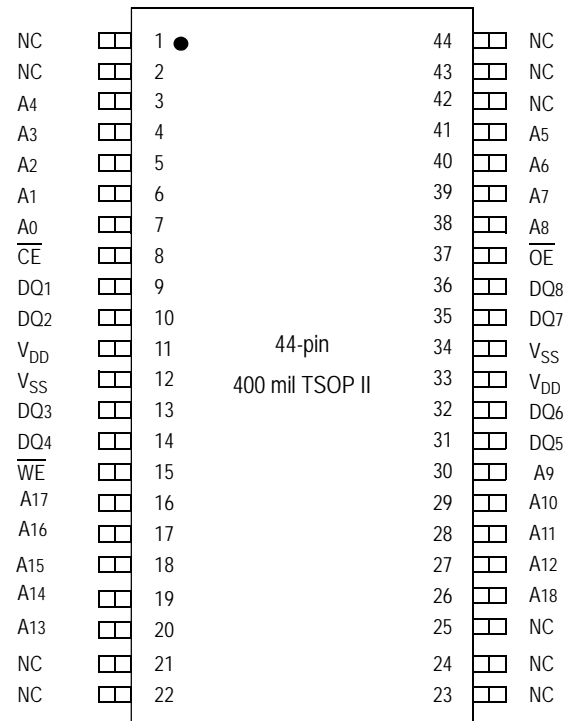 NC 1 44 NC
NC 2 43 NC
A4 3 42 NC
A3 4 41 A5
A2 5 40 A6
A1 6 39 A7
A0 7 38 A8
C̅E̅ 8 37 O̅E̅
DQ1 9 36 DQ8
DQ2 10 35 DQ7
VDD 11 44-pin 34 VSS
VSS 12 400 mil TSOP II 33 VDD
DQ3 13 32 DQ6
DQ4 14 31 DQ5
W̅E̅ 15 30 A9
A17 16 29 A10
A16 17 28 A11
A15 18 27 A12
A14 19 26 A18
A13 20 25 NC
NC 21 24 NC
NC 22 23 NC